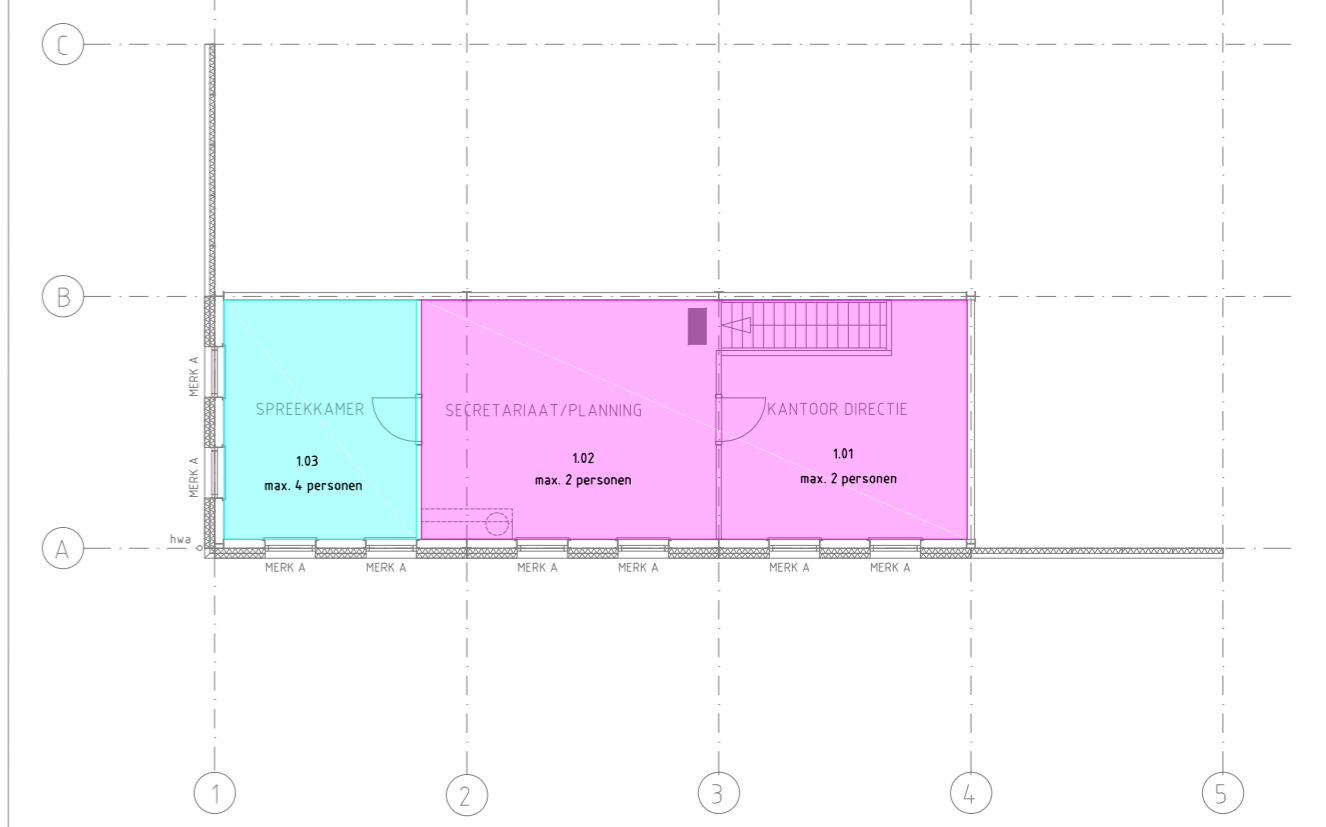 C
B
MERK A
SPREEKKAMER
SECRETARIAAT/PLANNING
KANTOOR DIRECTIE
1.03
max. 4 personen
1.02
max. 2 personen
1.01
max. 2 personen
MERK A
hwa
A
MERK A
MERK A
MERK A
MERK A
MERK A
MERK A
1
2
3
4
5